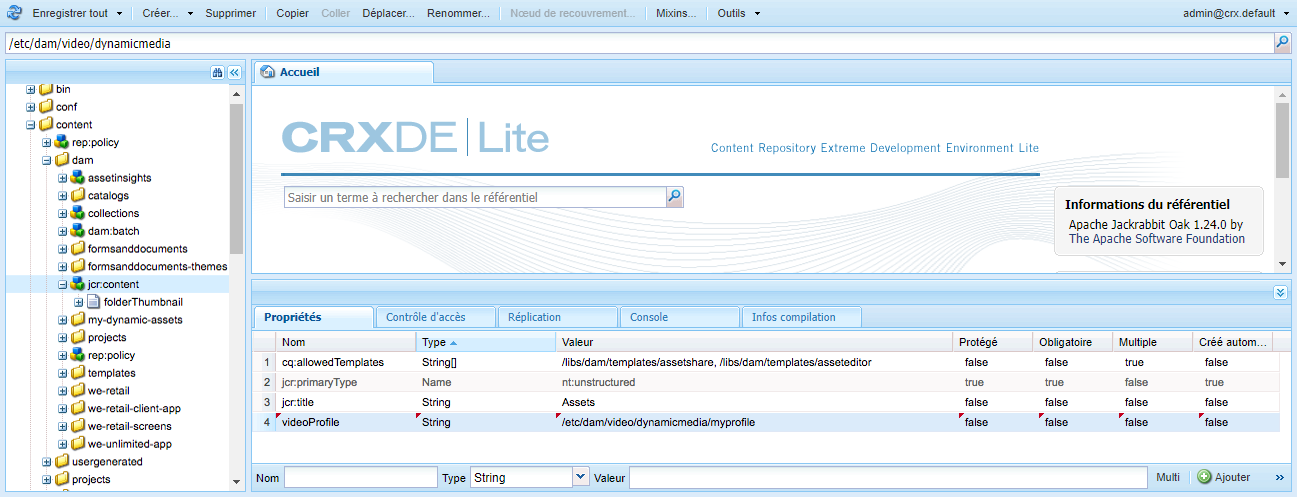 Enregistrer tout Créer... Supprimer Copier Coller Déplacer... Renommer... Nœud de recouvrement... Mixins... Outils admin@crx.default
/etc/dam/video/dynamicmedia
bin
conf
content
rep:policy
dam
assetinsights
catalogs
collections
dam:batch
formsanddocuments
formsanddocuments-themes
jcr:content
folderThumbnail
my-dynamic-assets
projects
rep:policy
templates
we-retail
we-retail-client-app
we-retail-screens
we-unlimited-app
usergenerated
projects
Accueil
CRXDE Lite
Content Repository Extreme Development Environment Lite
Saisir un terme à rechercher dans le référentiel
Informations du référentiel
Apache Jackrabbit Oak 1.24.0 by
The Apache Software Foundation
Propriétés Contrôle d'accès Réplication Console Infos compilation
Nom Type Valeur Protégé Obligatoire Multiple Créé autom...
1 cq:allowedTemplates String[] /libs/dam/templates/assetshare, /libs/dam/templates/asseteditor false false true false
2 jcr:primaryType Name nt:unstructured true true false true
3 jcr:title String Assets false false false false
4 videoProfile String /etc/dam/video/dynamicmedia/myprofile false false false false
Nom Type String Valeur Multi Ajouter »